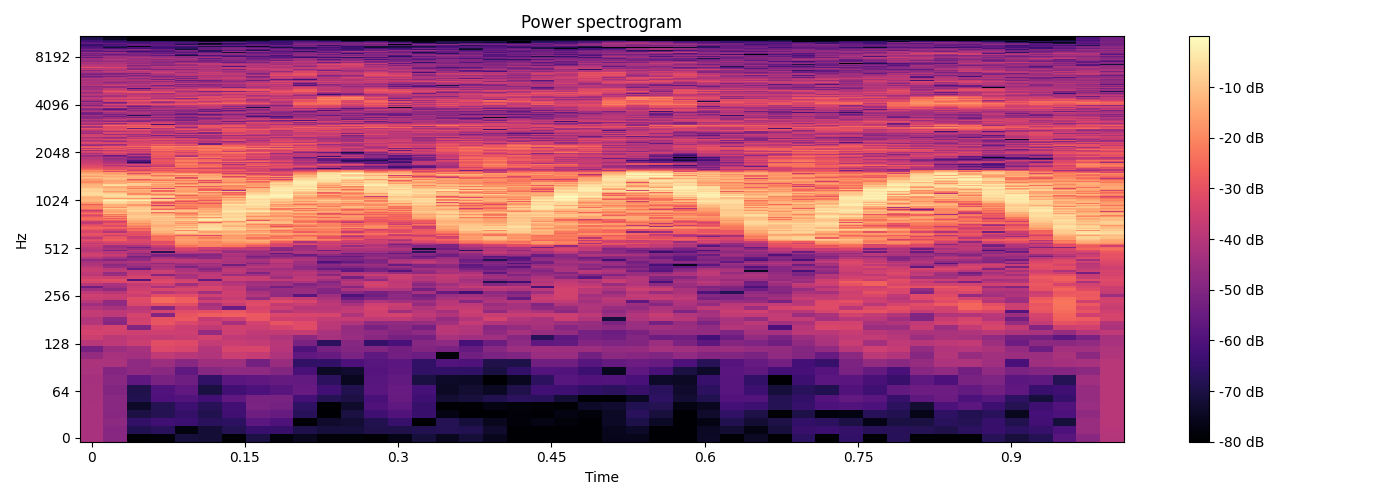 Power spectrogram
Hz
8192
4096
2048
1024
512
256
128
64
0
0 0.15 0.3 0.45 0.6 0.75 0.9
Time
-10 dB
-20 dB
-30 dB
-40 dB
-50 dB
-60 dB
-70 dB
-80 dB